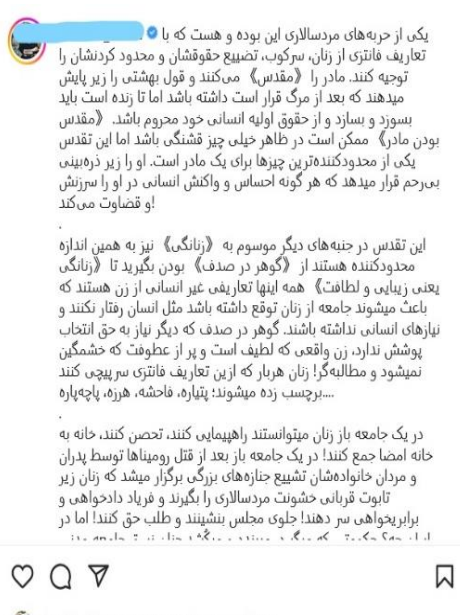 یکی از حربه‌های مردسالاری این بوده و هست که با
تعاریف فانتزی از زنان، سرکوب، تضییع حقوقشان و محدود کردنشان را
توجیه کنند. مادر را 《مقدس》 می‌کنند و قول بهشتی را زیر پایش
میدهند که بعد از مرگ قرار است داشته باشد اما تا زنده است باید
بسوزد و بسازد و از حقوق اولیه انسانی خود محروم باشد. 《مقدس
بودن مادر》 ممکن است در ظاهر خیلی چیز قشنگی باشد اما این تقدس
یکی از محدودکننده‌ترین چیزها برای یک مادر است. او را زیر ذره‌بینی
بی‌رحم قرار میدهد که هر گونه احساس و واکنش انسانی در او را سرزنش
و قضاوت می‌کند!
.
این تقدس در جنبه‌های دیگر موسوم به 《زنانگی》 نیز به همین اندازه
محدودکننده هستند از 《گوهر در صدف》 بودن بگیرید تا 《زنانگی
یعنی زیبایی و لطافت》 همه اینها تعاریفی غیر انسانی از زن هستند که
باعث میشوند جامعه از زنان توقع داشته باشد مثل انسان رفتار نکنند و
نیازهای انسانی نداشته باشند. گوهر در صدف که دیگر نیاز به حق انتخاب
پوشش ندارد، زن واقعی که لطیف است و پر از عطوفت که خشمگین
نمیشود و مطالبه‌گر! زنان هربار که ازین تعاریف فانتزی سرپیچی کنند
برچسب زده میشوند؛ پتیاره، فاحشه، هرزه، پاچه‌پاره....
.
در یک جامعه باز زنان میتوانستند راهپیمایی کنند، تحصن کنند، خانه به
خانه امضا جمع کنند! در یک جامعه باز بعد از قتل رومیناها توسط پدران
و مردان خانواده‌شان تشییع جنازه‌های بزرگی برگزار میشد که زنان زیر
تابوت قربانی خشونت مردسالاری را بگیرند و فریاد دادخواهی و
برابریخواهی سر دهند! جلوی مجلس بنشینند و طلب حق کنند! اما در